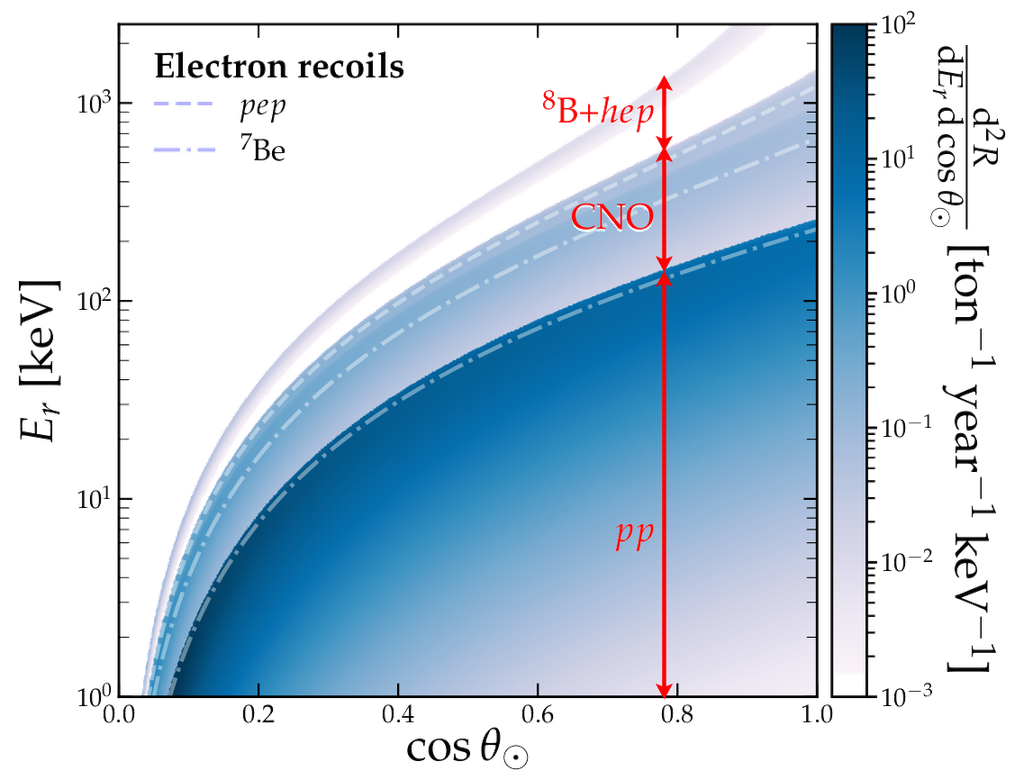 Electron recoils
pep
⁷Be
⁸B+hep
CNO
pp
E_r [keV]
10³
10²
10¹
10⁰
0.0 0.2 0.4 0.6 0.8 1.0
cos θ_⊙
10²
10¹
10⁰
10⁻¹
10⁻²
10⁻³
d²R/dE_r d cos θ_⊙ [ton⁻¹ year⁻¹ keV⁻¹]